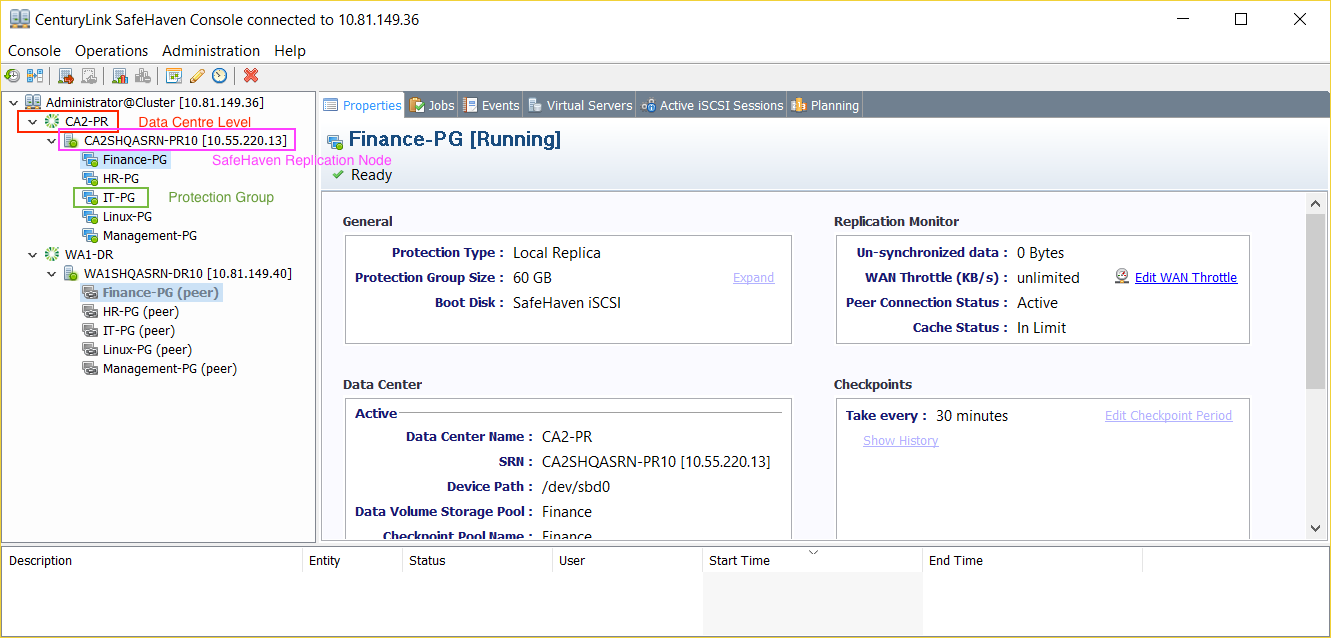 CenturyLink SafeHaven Console connected to 10.81.149.36
Console Operations Administration Help
Administrator@Cluster [10.81.149.36]
CA2-PR Data Centre Level
CA2SHQASRN-PR10 [10.55.220.13]
Finance-PG SafeHaven Replication Node
HR-PG
IT-PG Protection Group
Linux-PG
Management-PG
WA1-DR
WA1SHQASRN-DR10 [10.81.149.40]
Finance-PG (peer)
HR-PG (peer)
IT-PG (peer)
Linux-PG (peer)
Management-PG (peer)
Properties Jobs Events Virtual Servers Active iSCSI Sessions Planning
Finance-PG [Running]
Ready
General
Protection Type : Local Replica
Protection Group Size : 60 GB Expand
Boot Disk : SafeHaven iSCSI
Replication Monitor
Un-synchronized data : 0 Bytes
WAN Throttle (KB/s) : unlimited Edit WAN Throttle
Peer Connection Status : Active
Cache Status : In Limit
Data Center
Active
Data Center Name : CA2-PR
SRN : CA2SHQASRN-PR10 [10.55.220.13]
Device Path : /dev/sbd0
Data Volume Storage Pool : Finance
Checkpoint Pool Name : Finance
Checkpoints
Take every : 30 minutes Edit Checkpoint Period
Show History
Description Entity Status User Start Time End Time